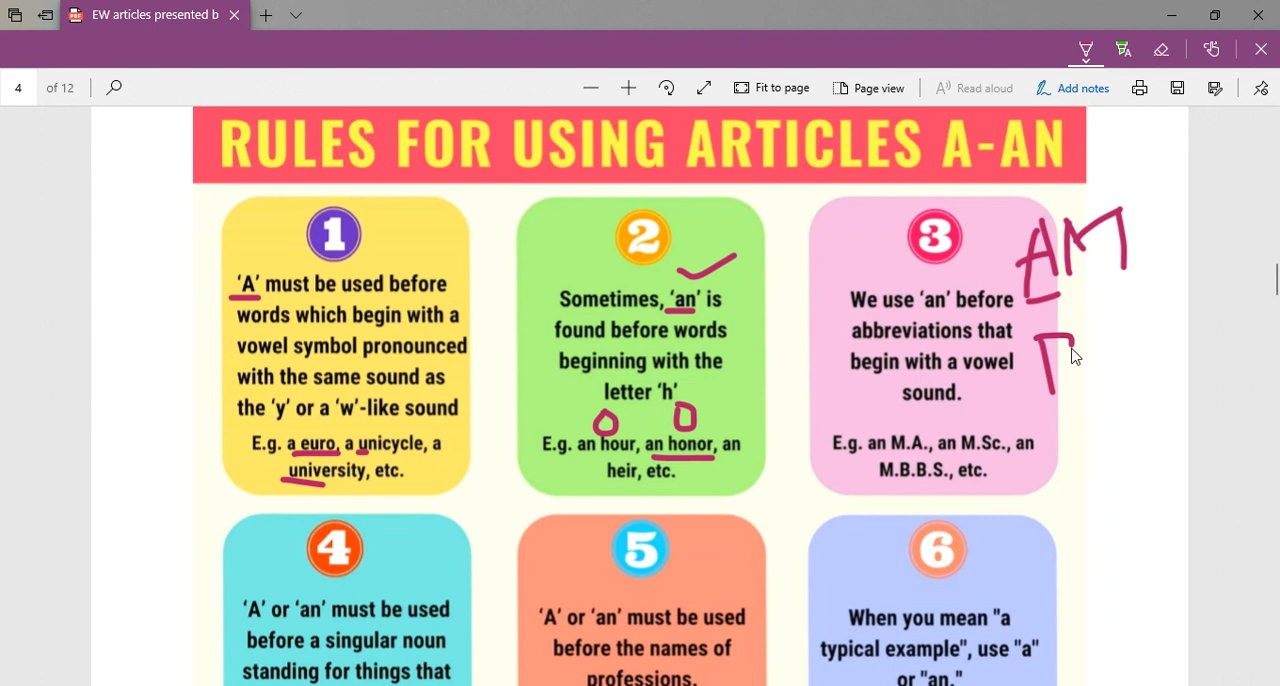 EW articles presented b
4 of 12 Fit to page Page view Read aloud Add notes
RULES FOR USING ARTICLES A-AN
1
'A' must be used before
words which begin with a
vowel symbol pronounced
with the same sound as
the 'y' or a 'w'-like sound
E.g. a euro, a unicycle, a
university, etc.
2
Sometimes, 'an' is
found before words
beginning with the
letter 'h'
E.g. an hour, an honor, an
heir, etc.
3
We use 'an' before
abbreviations that
begin with a vowel
sound.
E.g. an M.A., an M.Sc., an
M.B.B.S., etc.
AM
4
'A' or 'an' must be used
before a singular noun
standing for things that
5
'A' or 'an' must be used
before the names of
professions.
6
When you mean "a
typical example", use "a"
or "an."